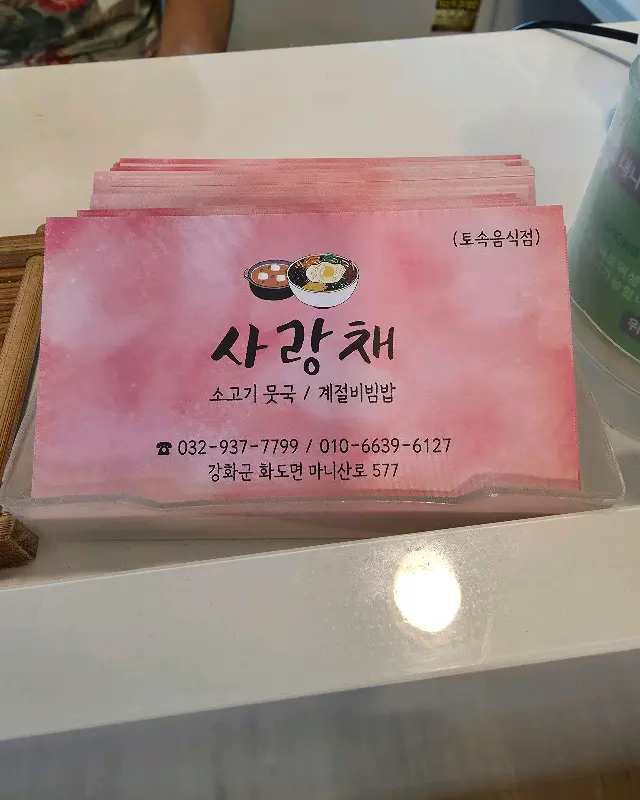 (토속음식점)
사랑채
소고기 뭇국 / 계절비빔밥
☎ 032-937-7799 / 010-6639-6127
강화군 화도면 마니산로 577